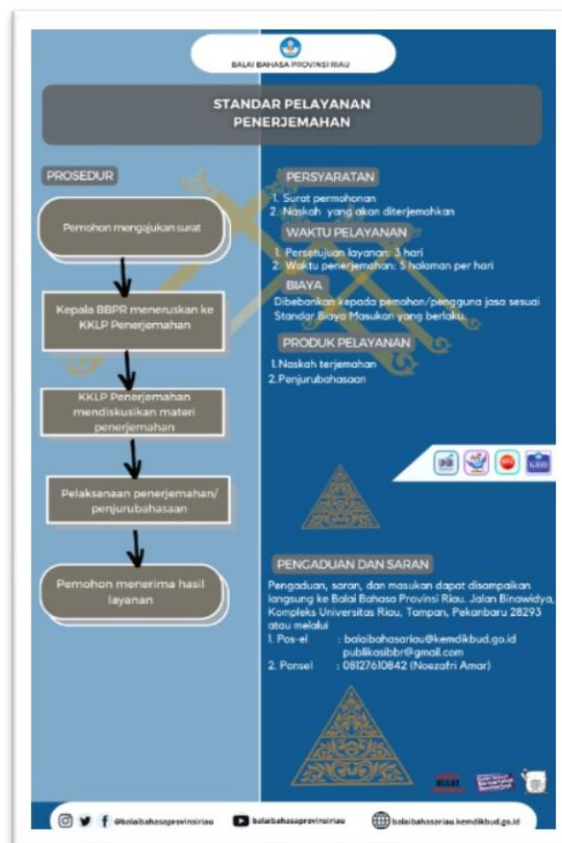 BALAI BAHASA PROVINSI RIAU
STANDAR PELAYANAN
PENERJEMAHAN
PROSEDUR
Pemohon mengajukan surat
Kepala BBPR meneruskan ke
KKLP Penerjemahan
KKLP Penerjemahan
mendiskusikan materi
penerjemahan
Pelaksanaan penerjemahan/
penjurubahasaan
Pemohon menerima hasil
layanan
PERSYARATAN
1. Surat permohonan
2. Naskah yang akan diterjemahkan
WAKTU PELAYANAN
1. Persetujuan layanan: 3 hari
2. Waktu penerjemahan: 5 halaman per hari
BIAYA
Dibebankan kepada pemohon/pengguna jasa sesuai
Standar Biaya Masukan yang berlaku.
PRODUK PELAYANAN
1. Naskah terjemahan
2. Penjurubahasaan
KBBI
PENGADUAN DAN SARAN
Pengaduan, saran, dan masukan dapat disampaikan
langsung ke Balai Bahasa Provinsi Riau, Jalan Binawidya,
Kompleks Universitas Riau, Tampan, Pekanbaru 28293
atau melalui
1. Pos-el : balaibahasariau@kemdikbud.go.id
publikasibbr@gmail.com
2. Ponsel : 08127610842 (Noezafri Amar)
@balaibahasaprovinsiriau balaibahasaprovinsiriau balaibahasariau.kemdikbud.go.id